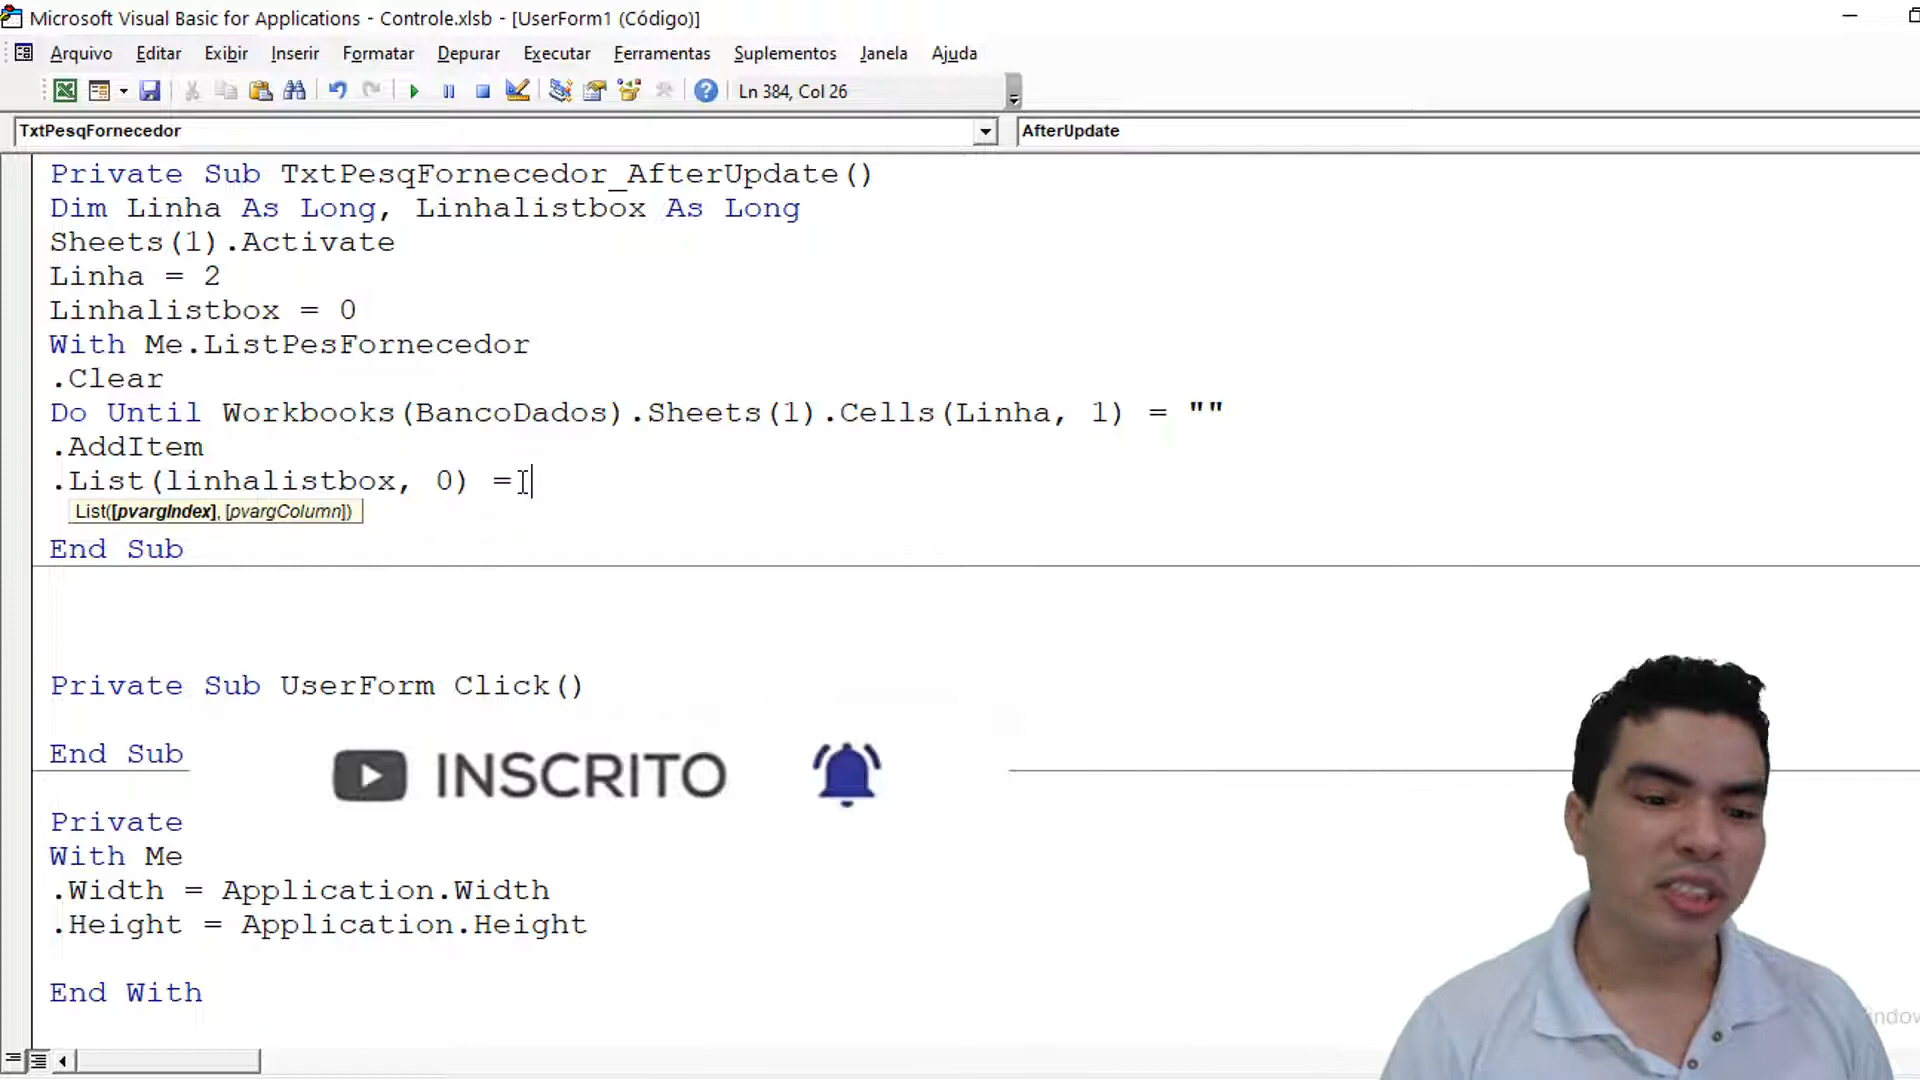 Microsoft Visual Basic for Applications - Controle.xlsb - [UserForm1 (Código)]
Arquivo Editar Exibir Inserir Formatar Depurar Executar Ferramentas Suplementos Janela Ajuda
Ln 384, Col 26
TxtPesqFornecedor AfterUpdate
Private Sub TxtPesqFornecedor_AfterUpdate()
Dim Linha As Long, Linhalistbox As Long
Sheets(1).Activate
Linha = 2
Linhalistbox = 0
With Me.ListPesFornecedor
.Clear
Do Until Workbooks(BancoDados).Sheets(1).Cells(Linha, 1) = ""
.AddItem
.List(linhalistbox, 0) =
List([pvargIndex], [pvargColumn])
End Sub
Private Sub UserForm Click()
End Sub
INSCRITO
Private
With Me
.Width = Application.Width
.Height = Application.Height
End With